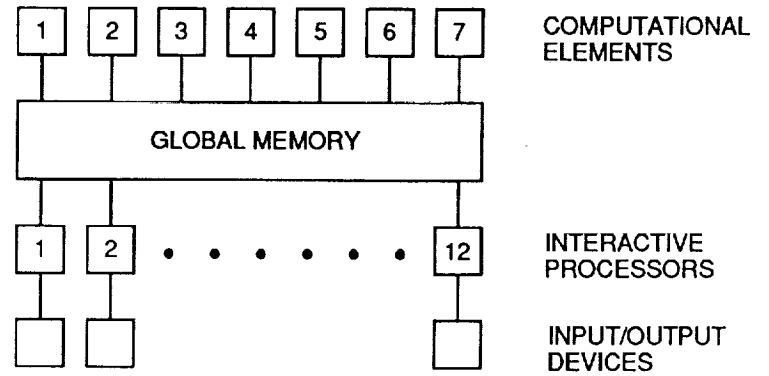 1 2 3 4 5 6 7
COMPUTATIONAL
ELEMENTS
GLOBAL MEMORY
1 2 12
INTERACTIVE
PROCESSORS
INPUT/OUTPUT
DEVICES